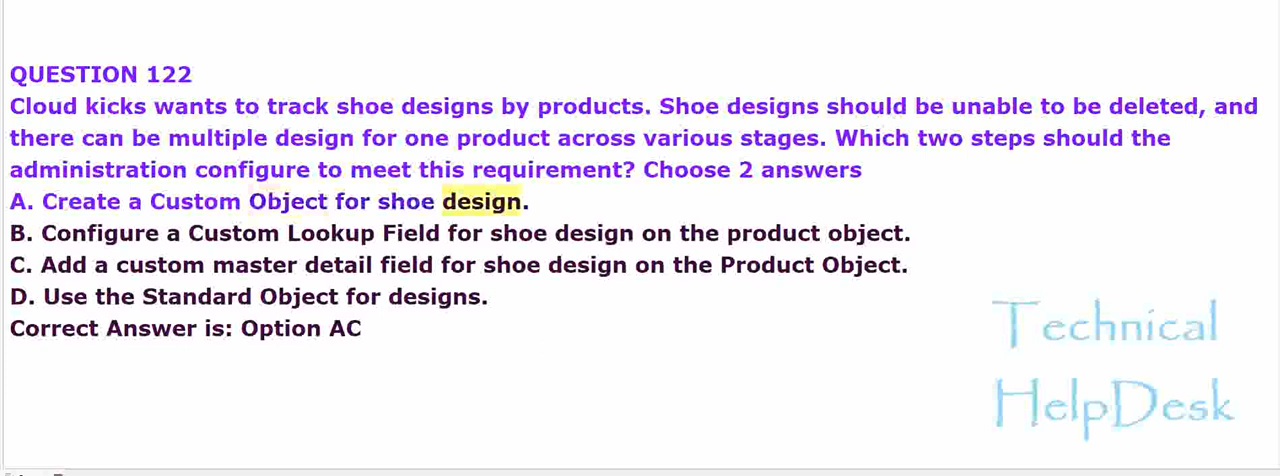 QUESTION 122
Cloud kicks wants to track shoe designs by products. Shoe designs should be unable to be deleted, and
there can be multiple design for one product across various stages. Which two steps should the
administration configure to meet this requirement? Choose 2 answers
A. Create a Custom Object for shoe design.
B. Configure a Custom Lookup Field for shoe design on the product object.
C. Add a custom master detail field for shoe design on the Product Object.
D. Use the Standard Object for designs.
Correct Answer is: Option AC
Technical
HelpDesk